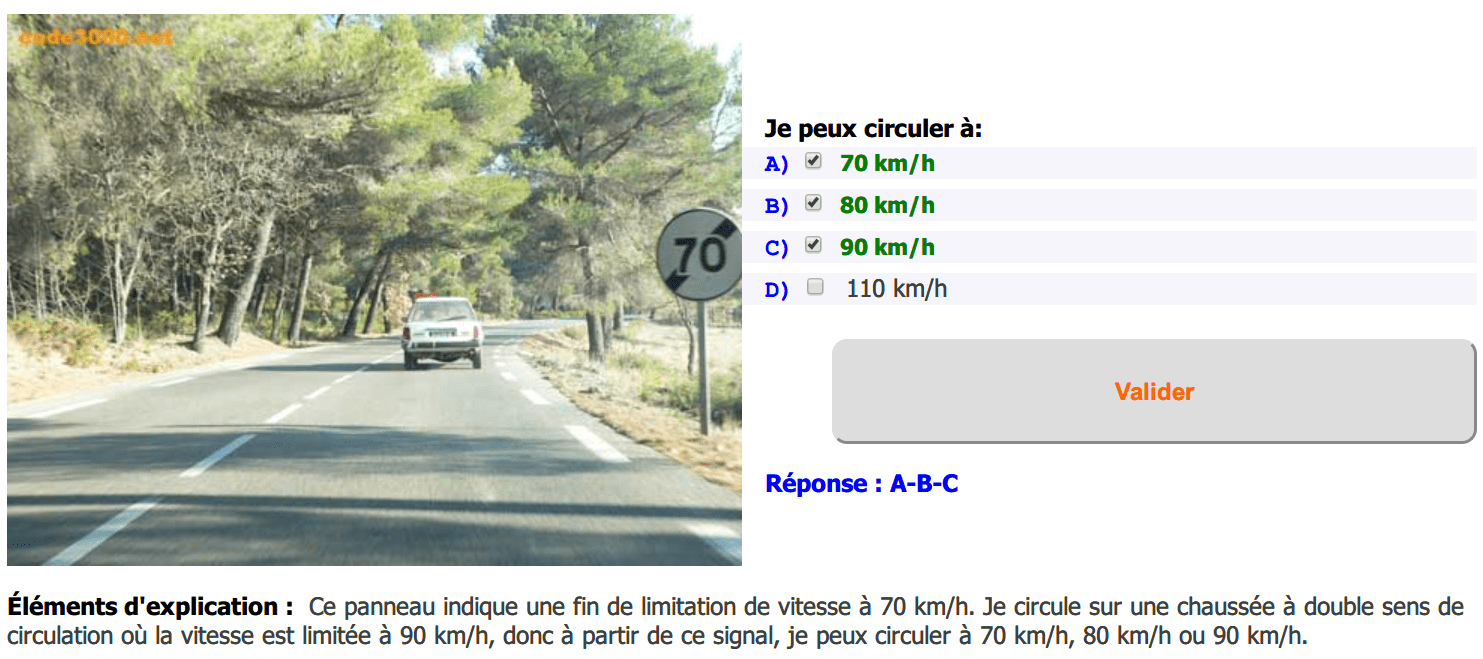 code3000.net
70
Je peux circuler à:
A) 70 km/h
B) 80 km/h
C) 90 km/h
D) 110 km/h
Valider
Réponse : A-B-C
Éléments d'explication : Ce panneau indique une fin de limitation de vitesse à 70 km/h. Je circule sur une chaussée à double sens de
circulation où la vitesse est limitée à 90 km/h, donc à partir de ce signal, je peux circuler à 70 km/h, 80 km/h ou 90 km/h.